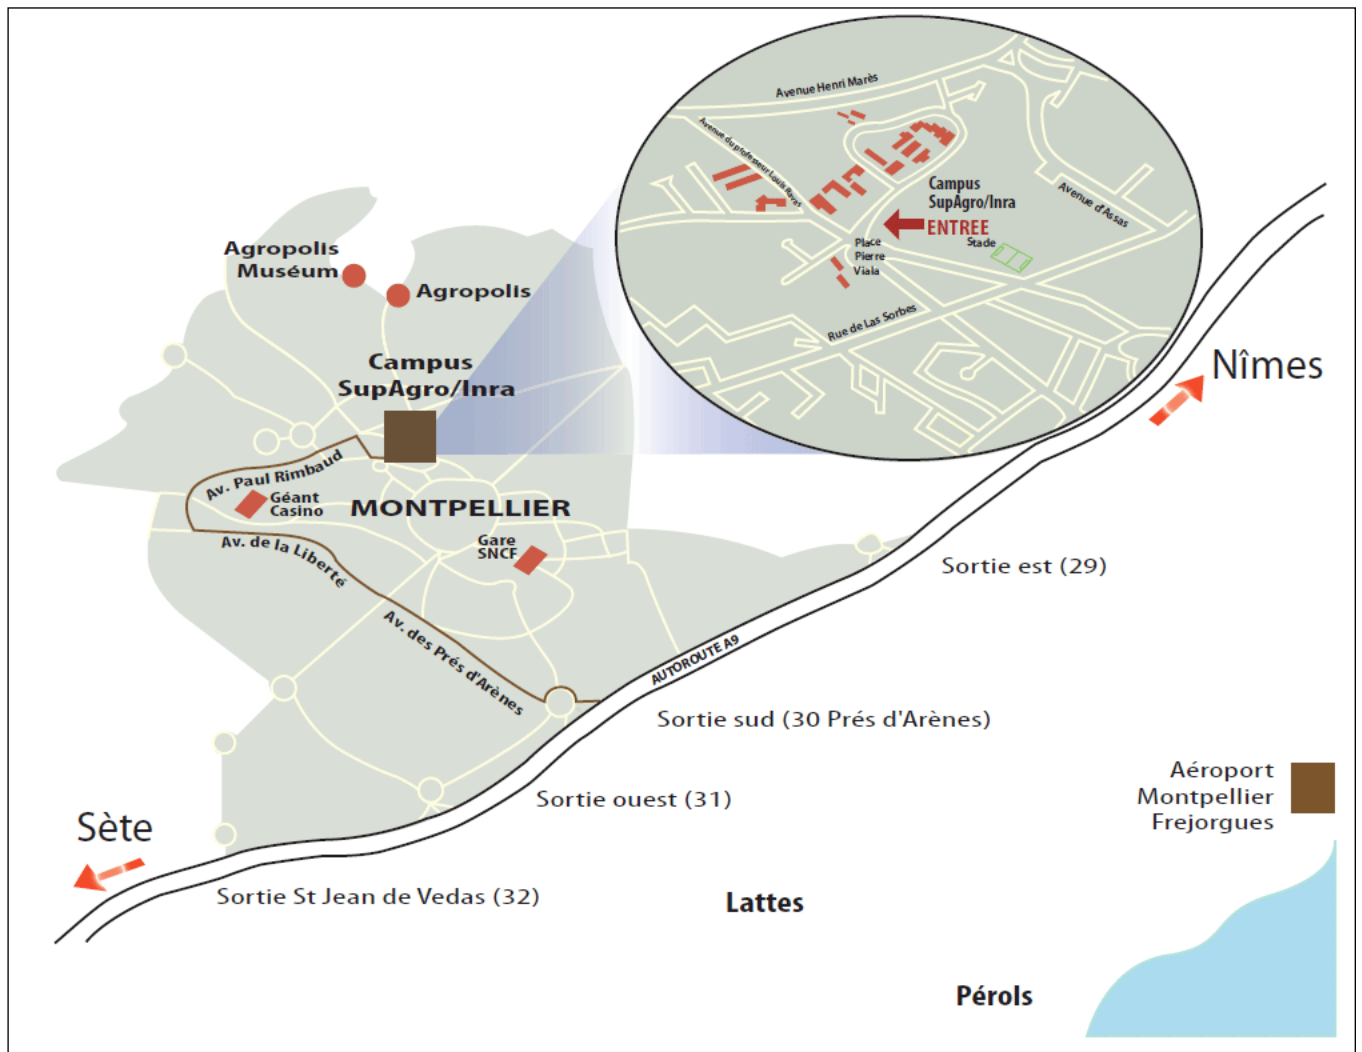 Avenue Henri Marès
Avenue du professeur Louis Ravas
Campus
SupAgro/Inra
ENTREE
Avenue d'Assas
Place
Pierre
Viala
Stade
Rue de Las Sorbes
Agropolis
Muséum
Agropolis
Campus
SupAgro/Inra
Nîmes
Av. Paul Rimbaud
Géant
Casino
MONTPELLIER
Gare
SNCF
Av. de la Liberté
Av. des Prés d'Arènes
Sortie est (29)
AUTOROUTE A9
Sortie sud (30 Prés d'Arènes)
Aéroport
Montpellier
Frejorgues
Sortie ouest (31)
Sète
Sortie St Jean de Vedas (32)
Lattes
Pérols